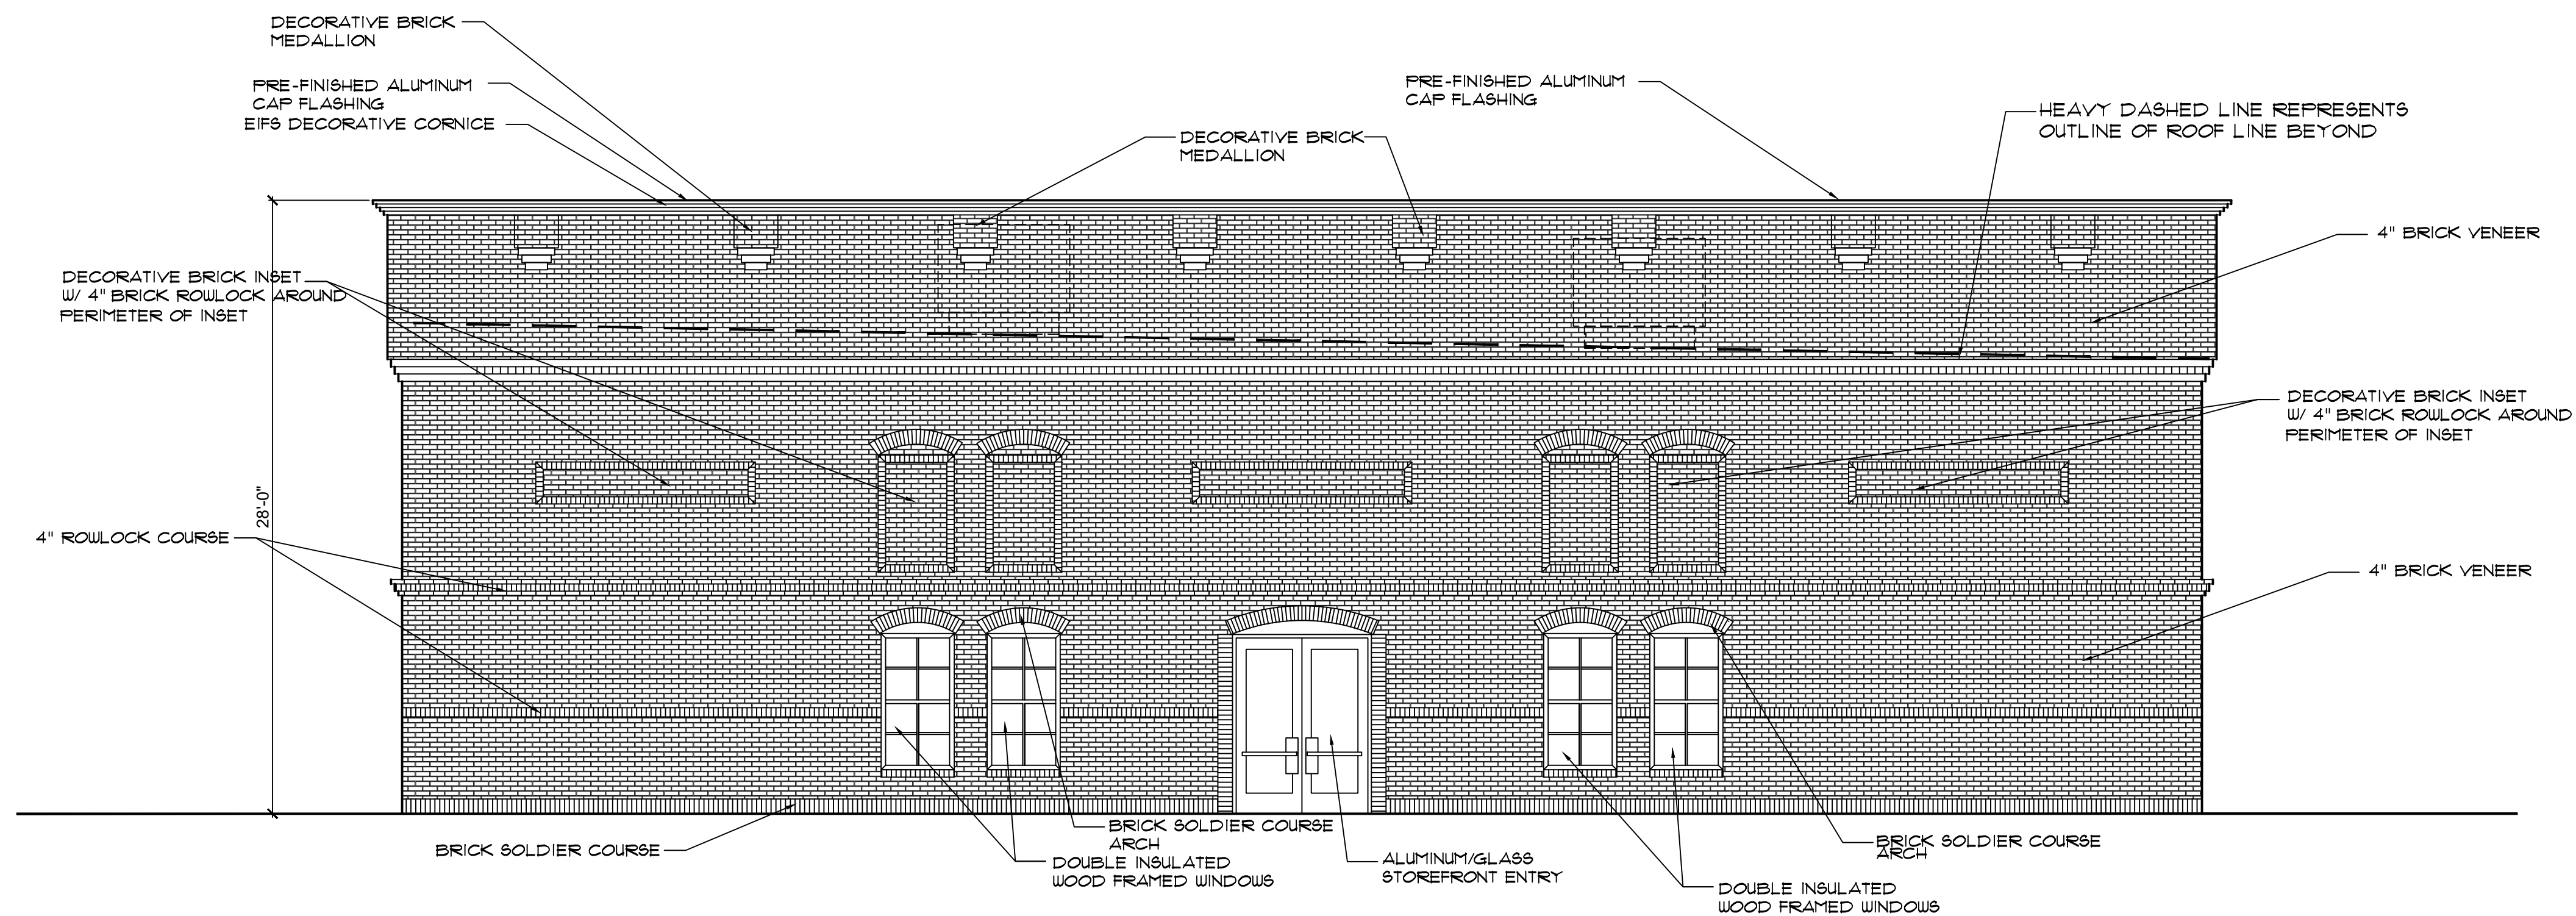 DECORATIVE BRICK
MEDALLION
PRE-FINISHED ALUMINUM
CAP FLASHING
EIFS DECORATIVE CORNICE
PRE-FINISHED ALUMINUM
CAP FLASHING
HEAVY DASHED LINE REPRESENTS
OUTLINE OF ROOF LINE BEYOND
DECORATIVE BRICK
MEDALLION
4" BRICK VENEER
DECORATIVE BRICK INSET
W/ 4" BRICK ROWLOCK AROUND
PERIMETER OF INSET
DECORATIVE BRICK INSET
W/ 4" BRICK ROWLOCK AROUND
PERIMETER OF INSET
28'-0"
4" ROWLOCK COURSE
4" BRICK VENEER
BRICK SOLDIER COURSE
BRICK SOLDIER COURSE
ARCH
DOUBLE INSULATED
WOOD FRAMED WINDOWS
ALUMINUM/GLASS
STOREFRONT ENTRY
BRICK SOLDIER COURSE
ARCH
DOUBLE INSULATED
WOOD FRAMED WINDOWS